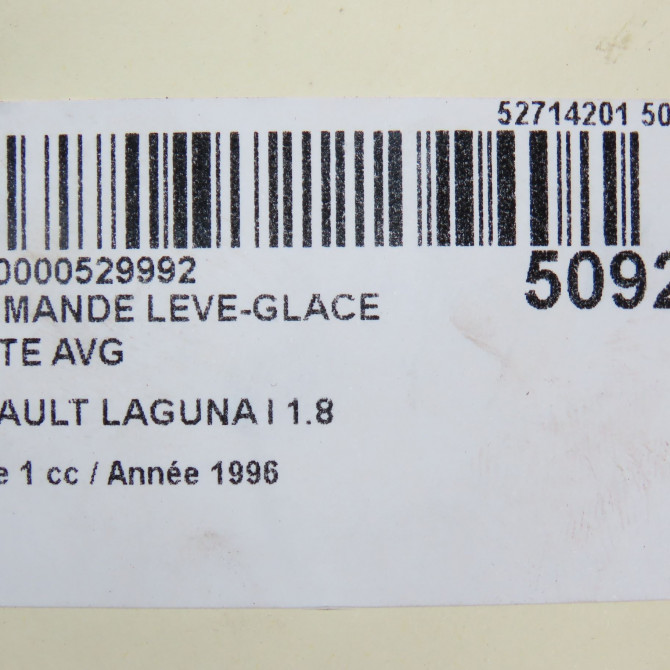 52714201 50
0000529992
5092
MANDE LEVE-GLACE
TE AVG
AULT LAGUNA I 1.8
e 1 cc / Année 1996